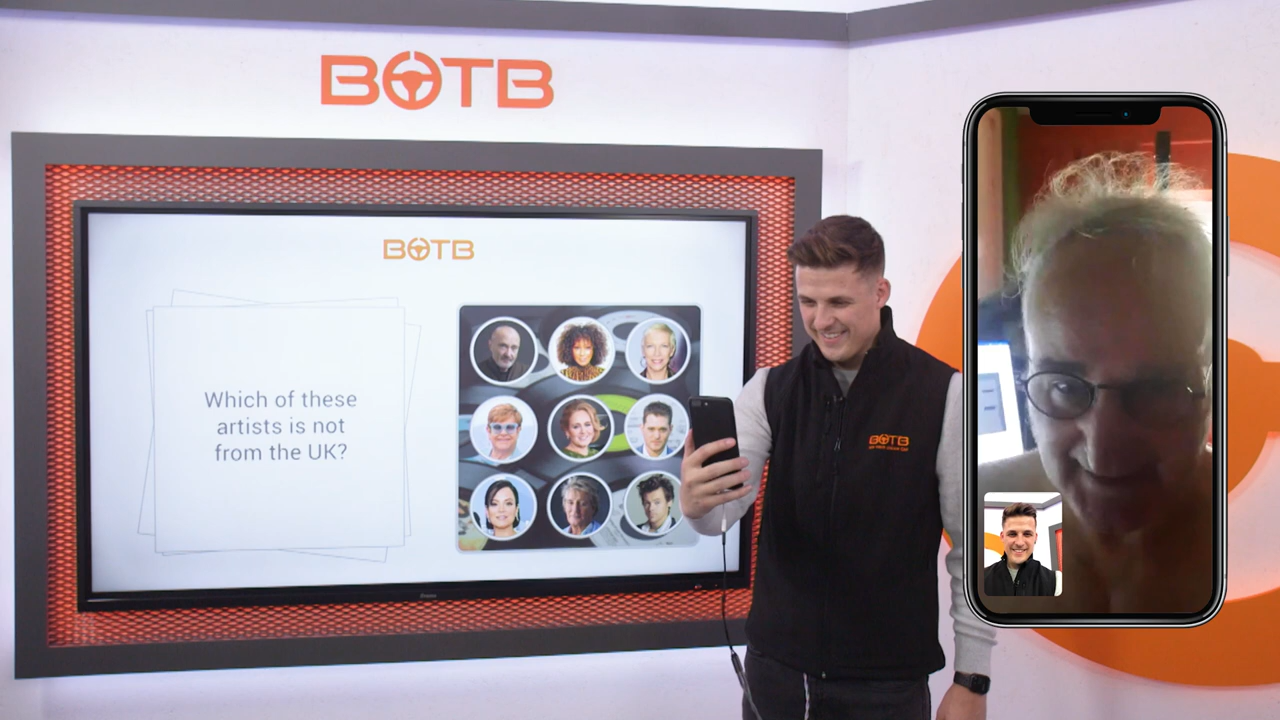 BOTB
BOTB
Which of these
artists is not
from the UK?
BOTB